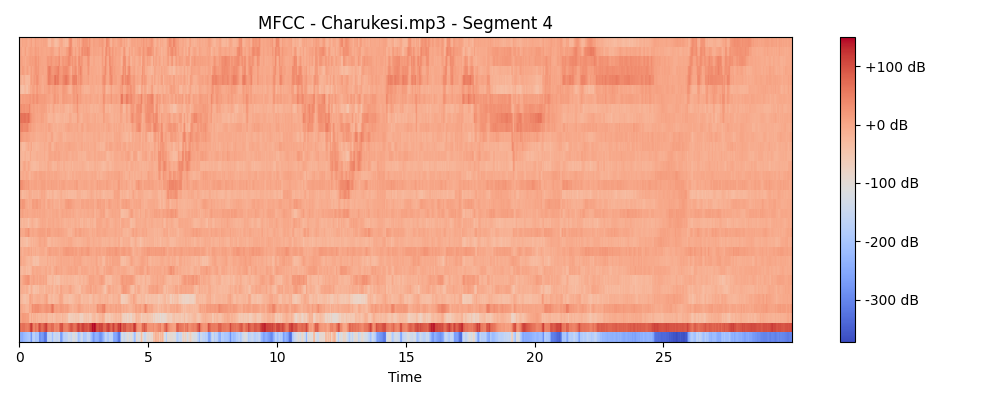 MFCC - Charukesi.mp3 - Segment 4
+100 dB
+0 dB
-100 dB
-200 dB
-300 dB
0 5 10 15 20 25
Time